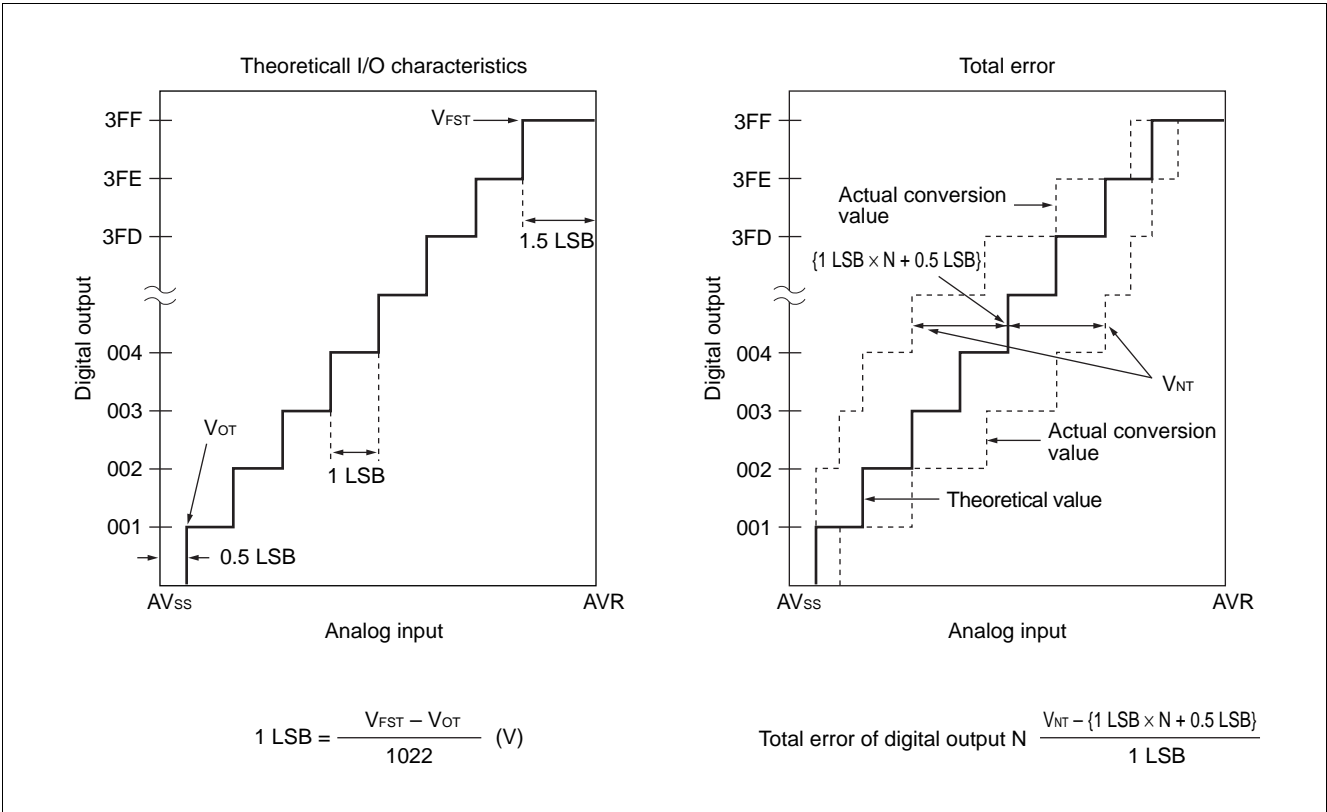 Theoreticall I/O characteristics
3FF
3FE
3FD
004
003
002
001
Digital output
VFST
1.5 LSB
1 LSB
VOT
0.5 LSB
AVSS
AVR
Analog input
1 LSB = VFST – VOT / 1022 (V)
Total error
3FF
3FE
3FD
004
003
002
001
Digital output
Actual conversion
value
{1 LSB × N + 0.5 LSB}
VNT
Actual conversion
value
Theoretical value
AVSS
AVR
Analog input
Total error of digital output N VNT – {1 LSB × N + 0.5 LSB} / 1 LSB